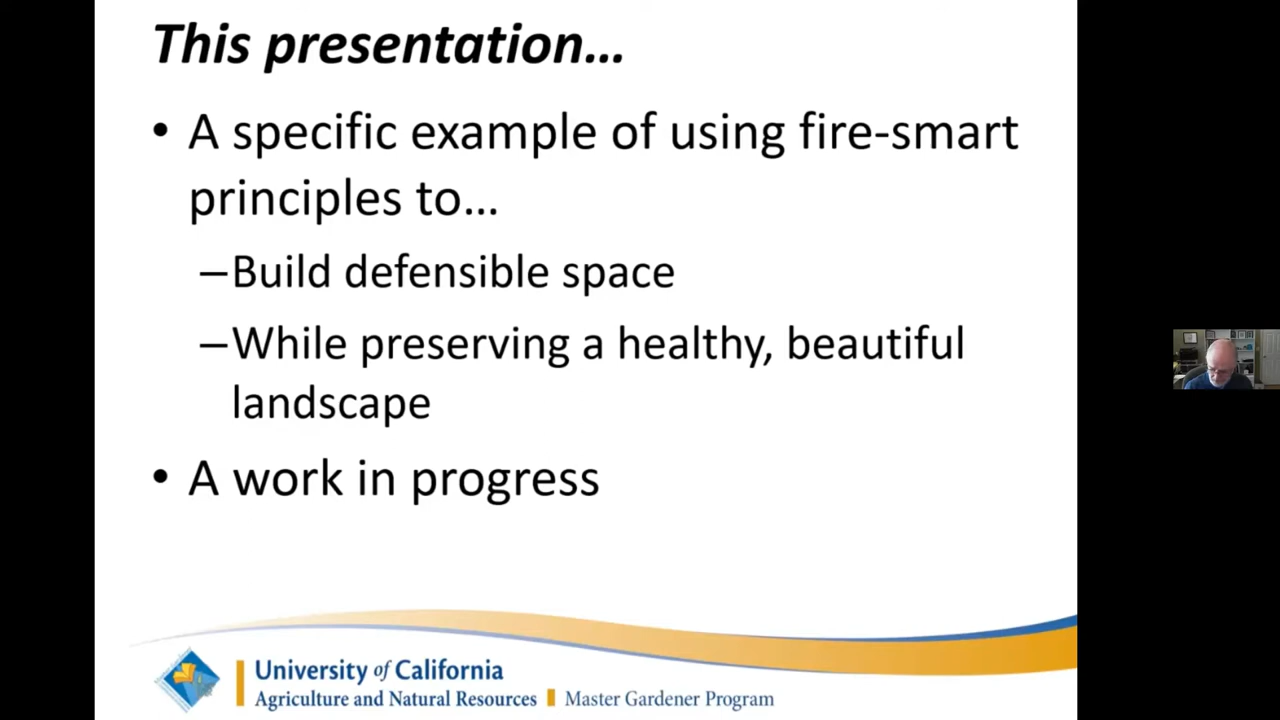 This presentation…
• A specific example of using fire-smart
principles to…
–Build defensible space
–While preserving a healthy, beautiful
landscape
• A work in progress
University of California
Agriculture and Natural Resources Master Gardener Program